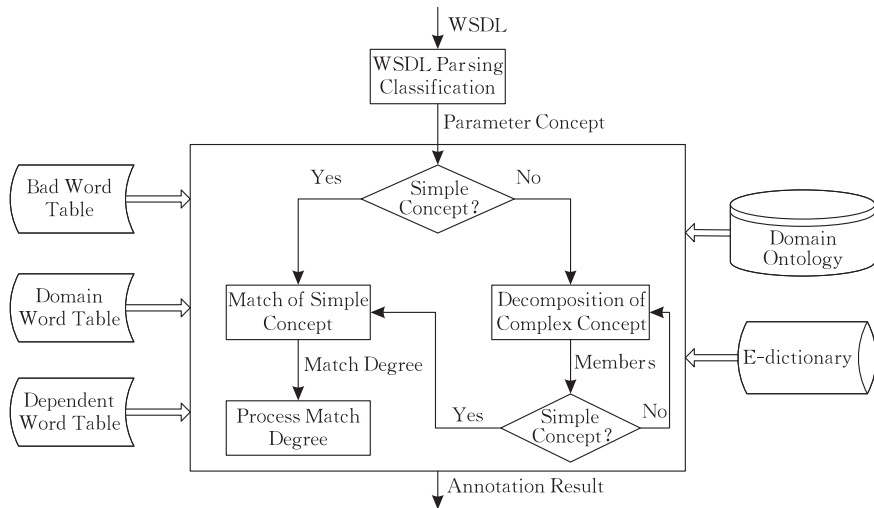 WSDL
WSDL Parsing
Classification
Parameter Concept
Bad Word
Table
Yes
Simple
Concept?
No
Domain
Ontology
Domain
Word Table
Match of Simple
Concept
Decomposition of
Complex Concept
E-dictionary
Match Degree
Members
Dependent
Word Table
Process Match
Degree
Yes
Simple
Concept?
No
Annotation Result